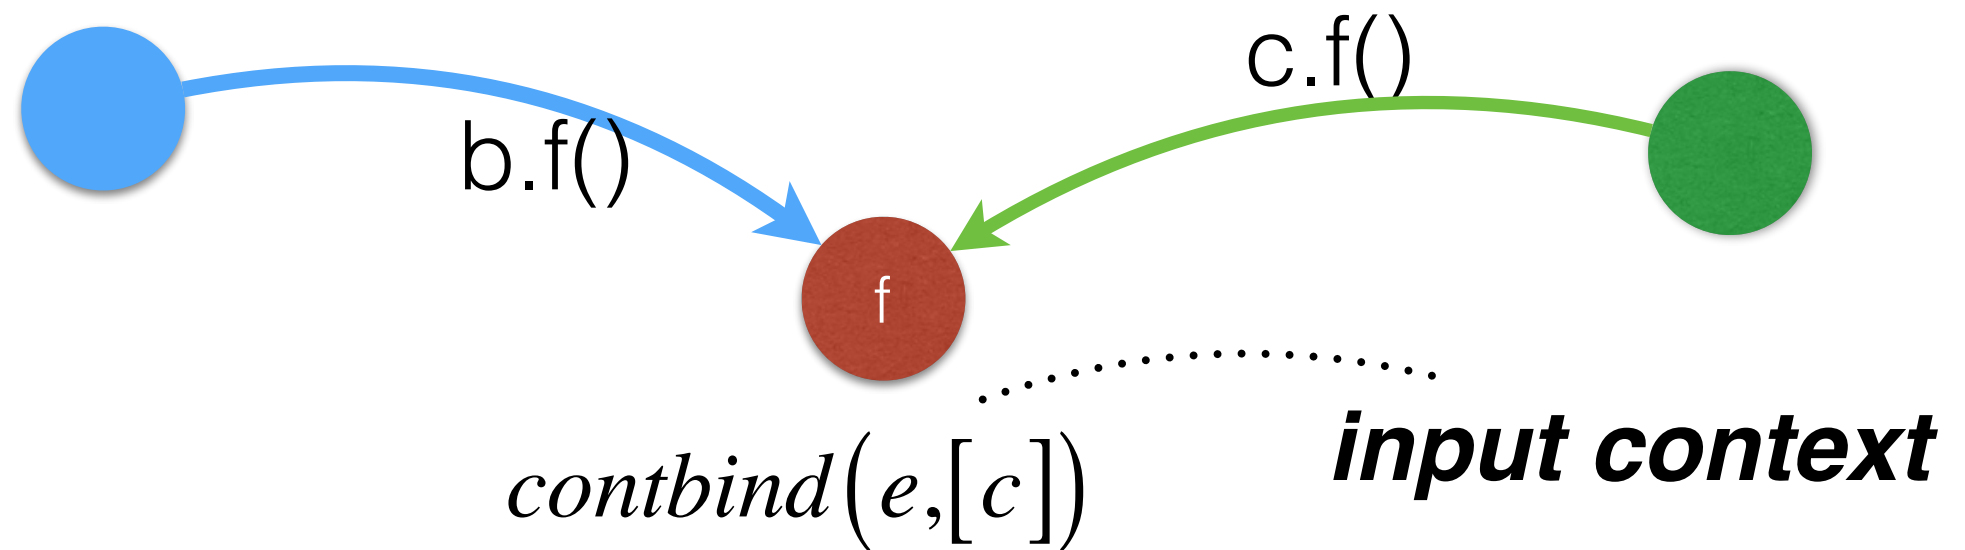 c.f()
b.f()
f
input context
contbind(e,[c])